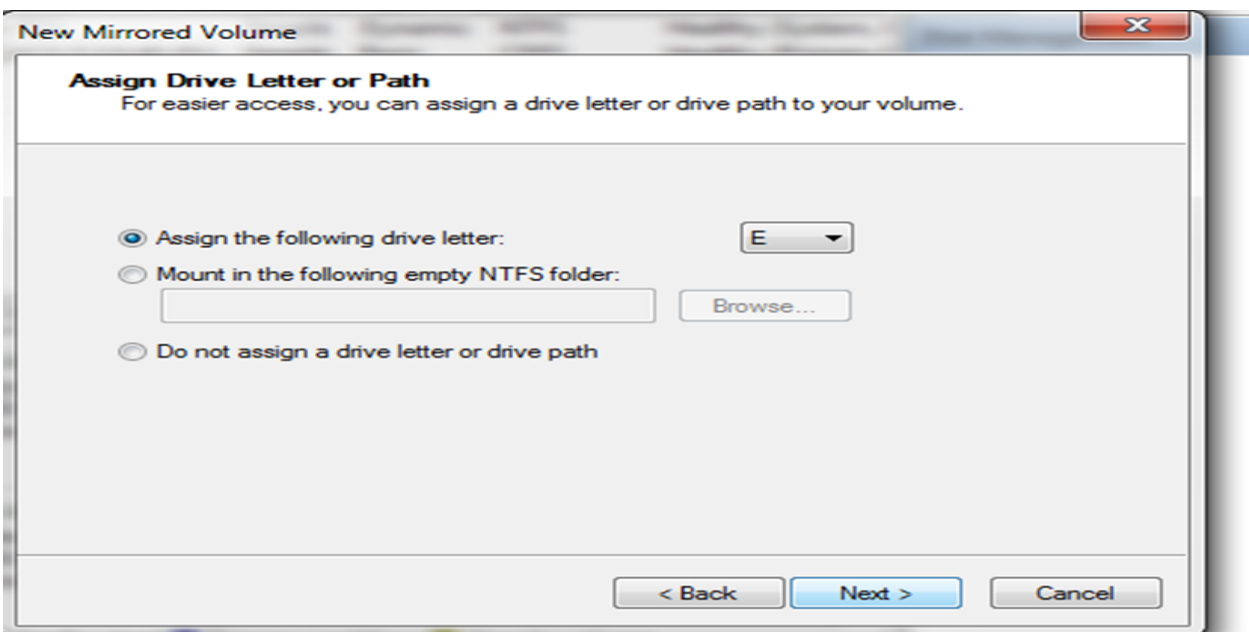 New Mirrored Volume
Assign Drive Letter or Path
For easier access, you can assign a drive letter or drive path to your volume.
Assign the following drive letter: E
Mount in the following empty NTFS folder:
Browse...
Do not assign a drive letter or drive path
< Back Next > Cancel